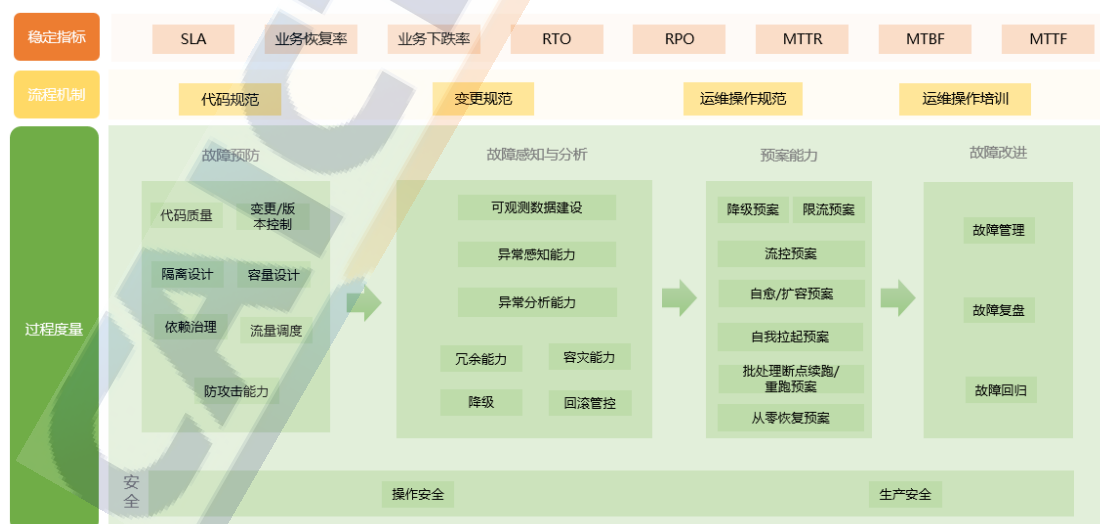 稳定指标
SLA
业务恢复率
业务下跌率
RTO
RPO
MTTR
MTBF
MTTF
流程机制
代码规范
变更规范
运维操作规范
运维操作培训
过程度量
故障预防
代码质量
变更/版
本控制
隔离设计
容量设计
依赖治理
流量调度
防攻击能力
故障感知与分析
可观测数据建设
异常感知能力
异常分析能力
冗余能力
容灾能力
降级
回滚管控
预案能力
降级预案
限流预案
流控预案
自愈/扩容预案
自我拉起预案
批处理断点续跑/
重跑预案
从零恢复预案
故障改进
故障管理
故障复盘
故障回归
安
全
操作安全
生产安全
CAICT